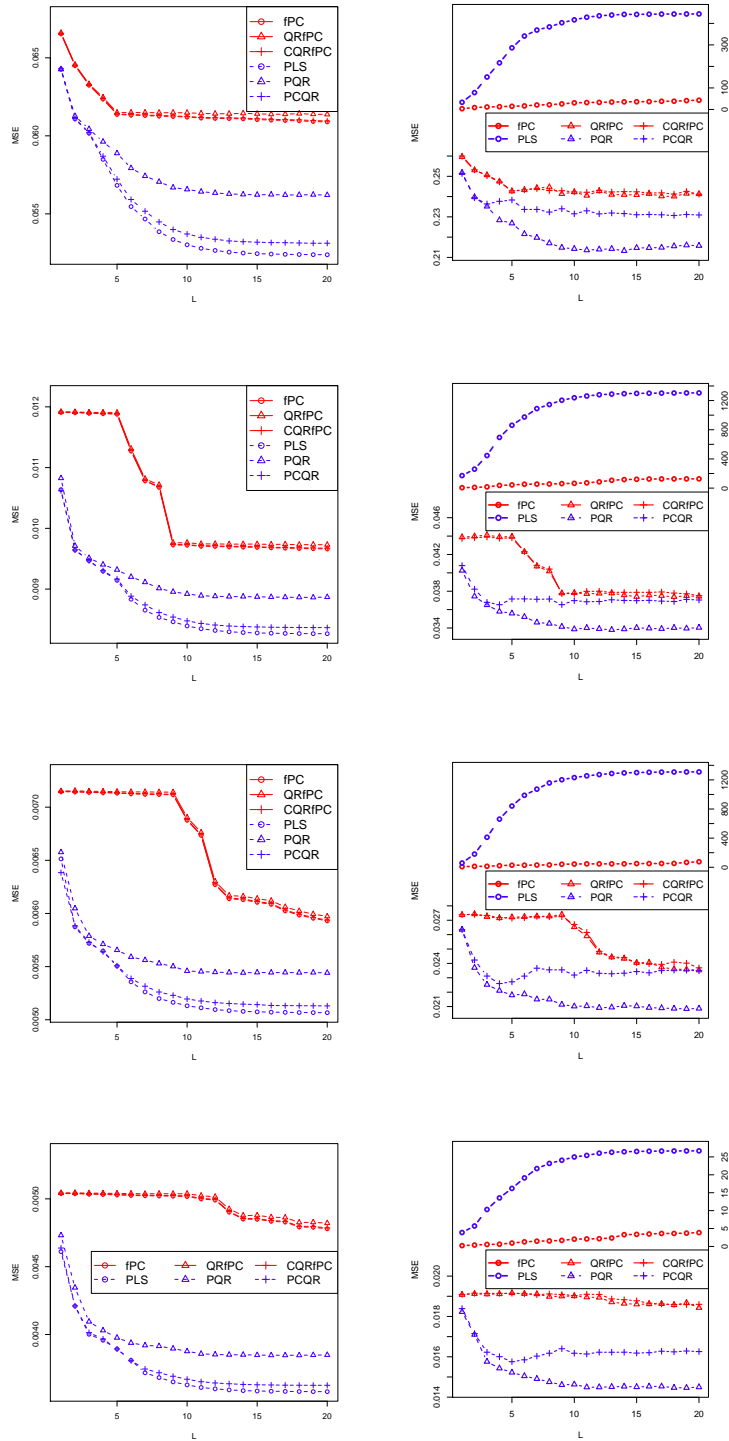 fPC
QRfPC
CQRfPC
PLS
PQR
PCQR
MSE
0.055
0.060
0.065
5
10
15
20
L
0
100
200
300
400
fPC
QRfPC
CQRfPC
PLS
PQR
PCQR
MSE
0.21
0.23
0.25
5
10
15
20
L
fPC
QRfPC
CQRfPC
PLS
PQR
PCQR
MSE
0.009
0.010
0.011
0.012
5
10
15
20
L
0
400
800
1200
fPC
QRfPC
CQRfPC
PLS
PQR
PCQR
MSE
0.034
0.038
0.042
0.046
5
10
15
20
L
fPC
QRfPC
CQRfPC
PLS
PQR
PCQR
MSE
0.0050
0.0055
0.0060
0.0065
0.0070
5
10
15
20
L
0
400
800
1200
fPC
QRfPC
CQRfPC
PLS
PQR
PCQR
MSE
0.021
0.024
0.027
5
10
15
20
L
MSE
0.0040
0.0045
0.0050
fPC
QRfPC
CQRfPC
PLS
PQR
PCQR
5
10
15
20
L
0
5
10
15
20
25
fPC
QRfPC
CQRfPC
PLS
PQR
PCQR
MSE
0.014
0.016
0.018
0.020
5
10
15
20
L